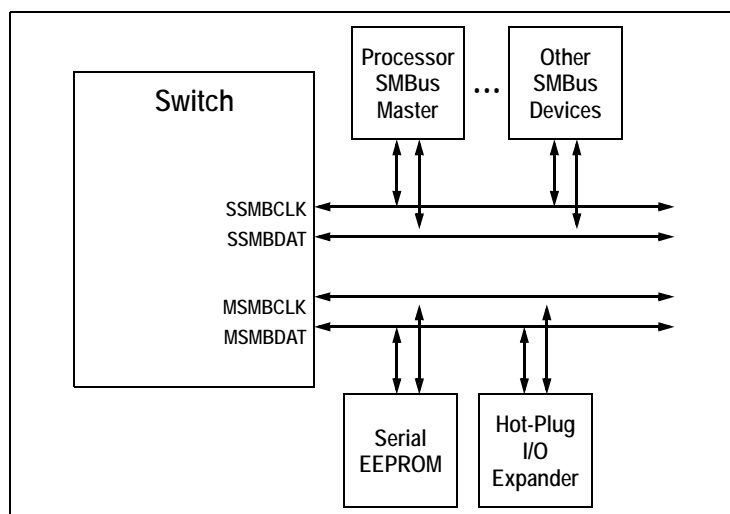 Processor
SMBus
Master
...
Other
SMBus
Devices
Switch
SSMBCLK
SSMBDAT
MSMBCLK
MSMBDAT
Serial
EEPROM
Hot-Plug
I/O
Expander